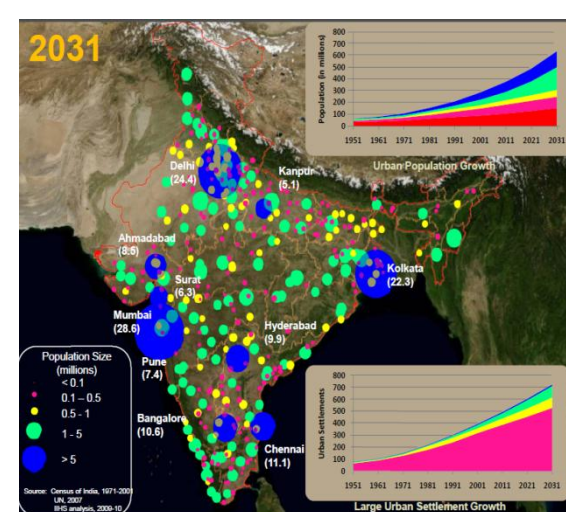 2031
800
700
600
500
400
300
200
100
0
Population (in millions)
1951 1961 1971 1981 1991 2001 2011 2021 2031
Urban Population Growth
Delhi
(24.4)
Kanpur
(5.1)
Ahmadabad
(8.5)
Surat
(6.3)
Kolkata
(22.3)
Mumbai
(28.6)
Hyderabad
(9.9)
Pune
(7.4)
Bangalore
(10.6)
Chennai
(11.1)
Population Size
(millions)
< 0.1
0.1 – 0.5
0.5 - 1
1 - 5
> 5
Source: Census of India, 1971-2001
UN, 2007
IIHS analysis, 2009-10
800
700
600
500
400
300
200
100
0
Urban Settlements
1951 1961 1971 1981 1991 2001 2011 2021 2031
Large Urban Settlement Growth